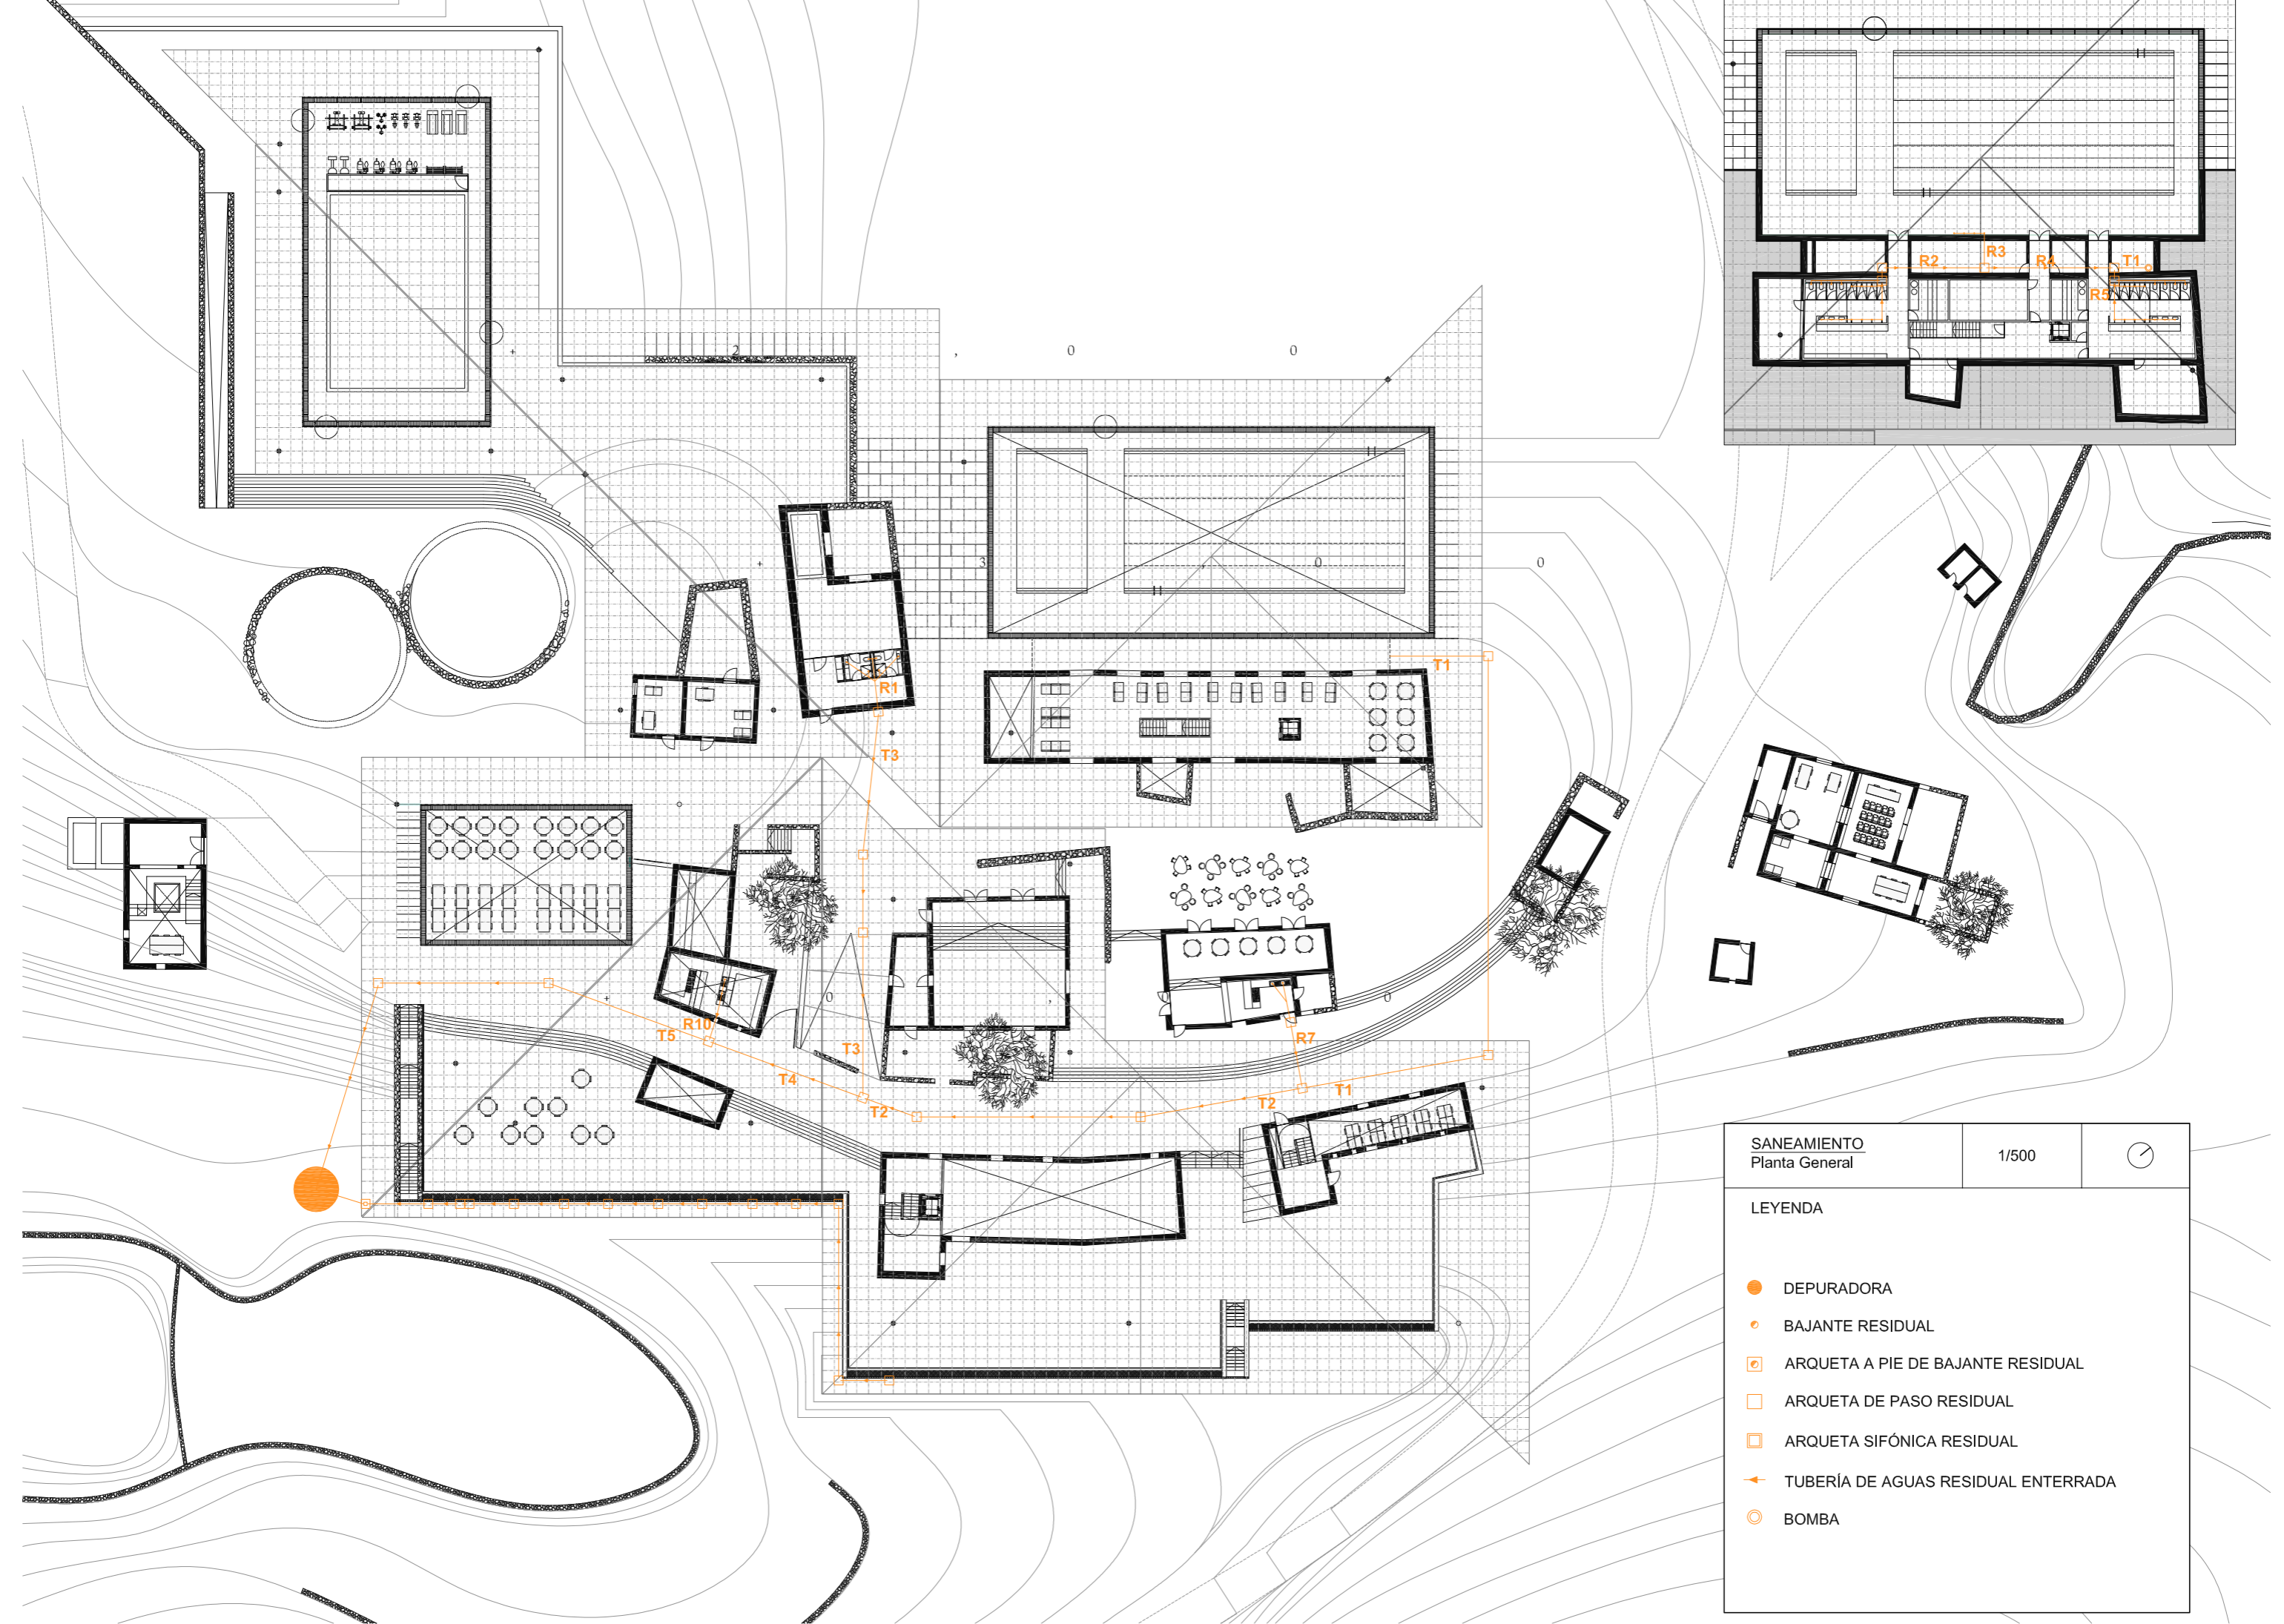 R2
R3
R4
T1
R5
+ 2 , 0 0
+ 3 , 0 0
T1
R1
T3
+ 0 , 0
R10
T5
T3
R7
T4
T2
T2
T1
SANEAMIENTO
Planta General
1/500
LEYENDA
DEPURADORA
BAJANTE RESIDUAL
ARQUETA A PIE DE BAJANTE RESIDUAL
ARQUETA DE PASO RESIDUAL
ARQUETA SIFÓNICA RESIDUAL
TUBERÍA DE AGUAS RESIDUAL ENTERRADA
BOMBA